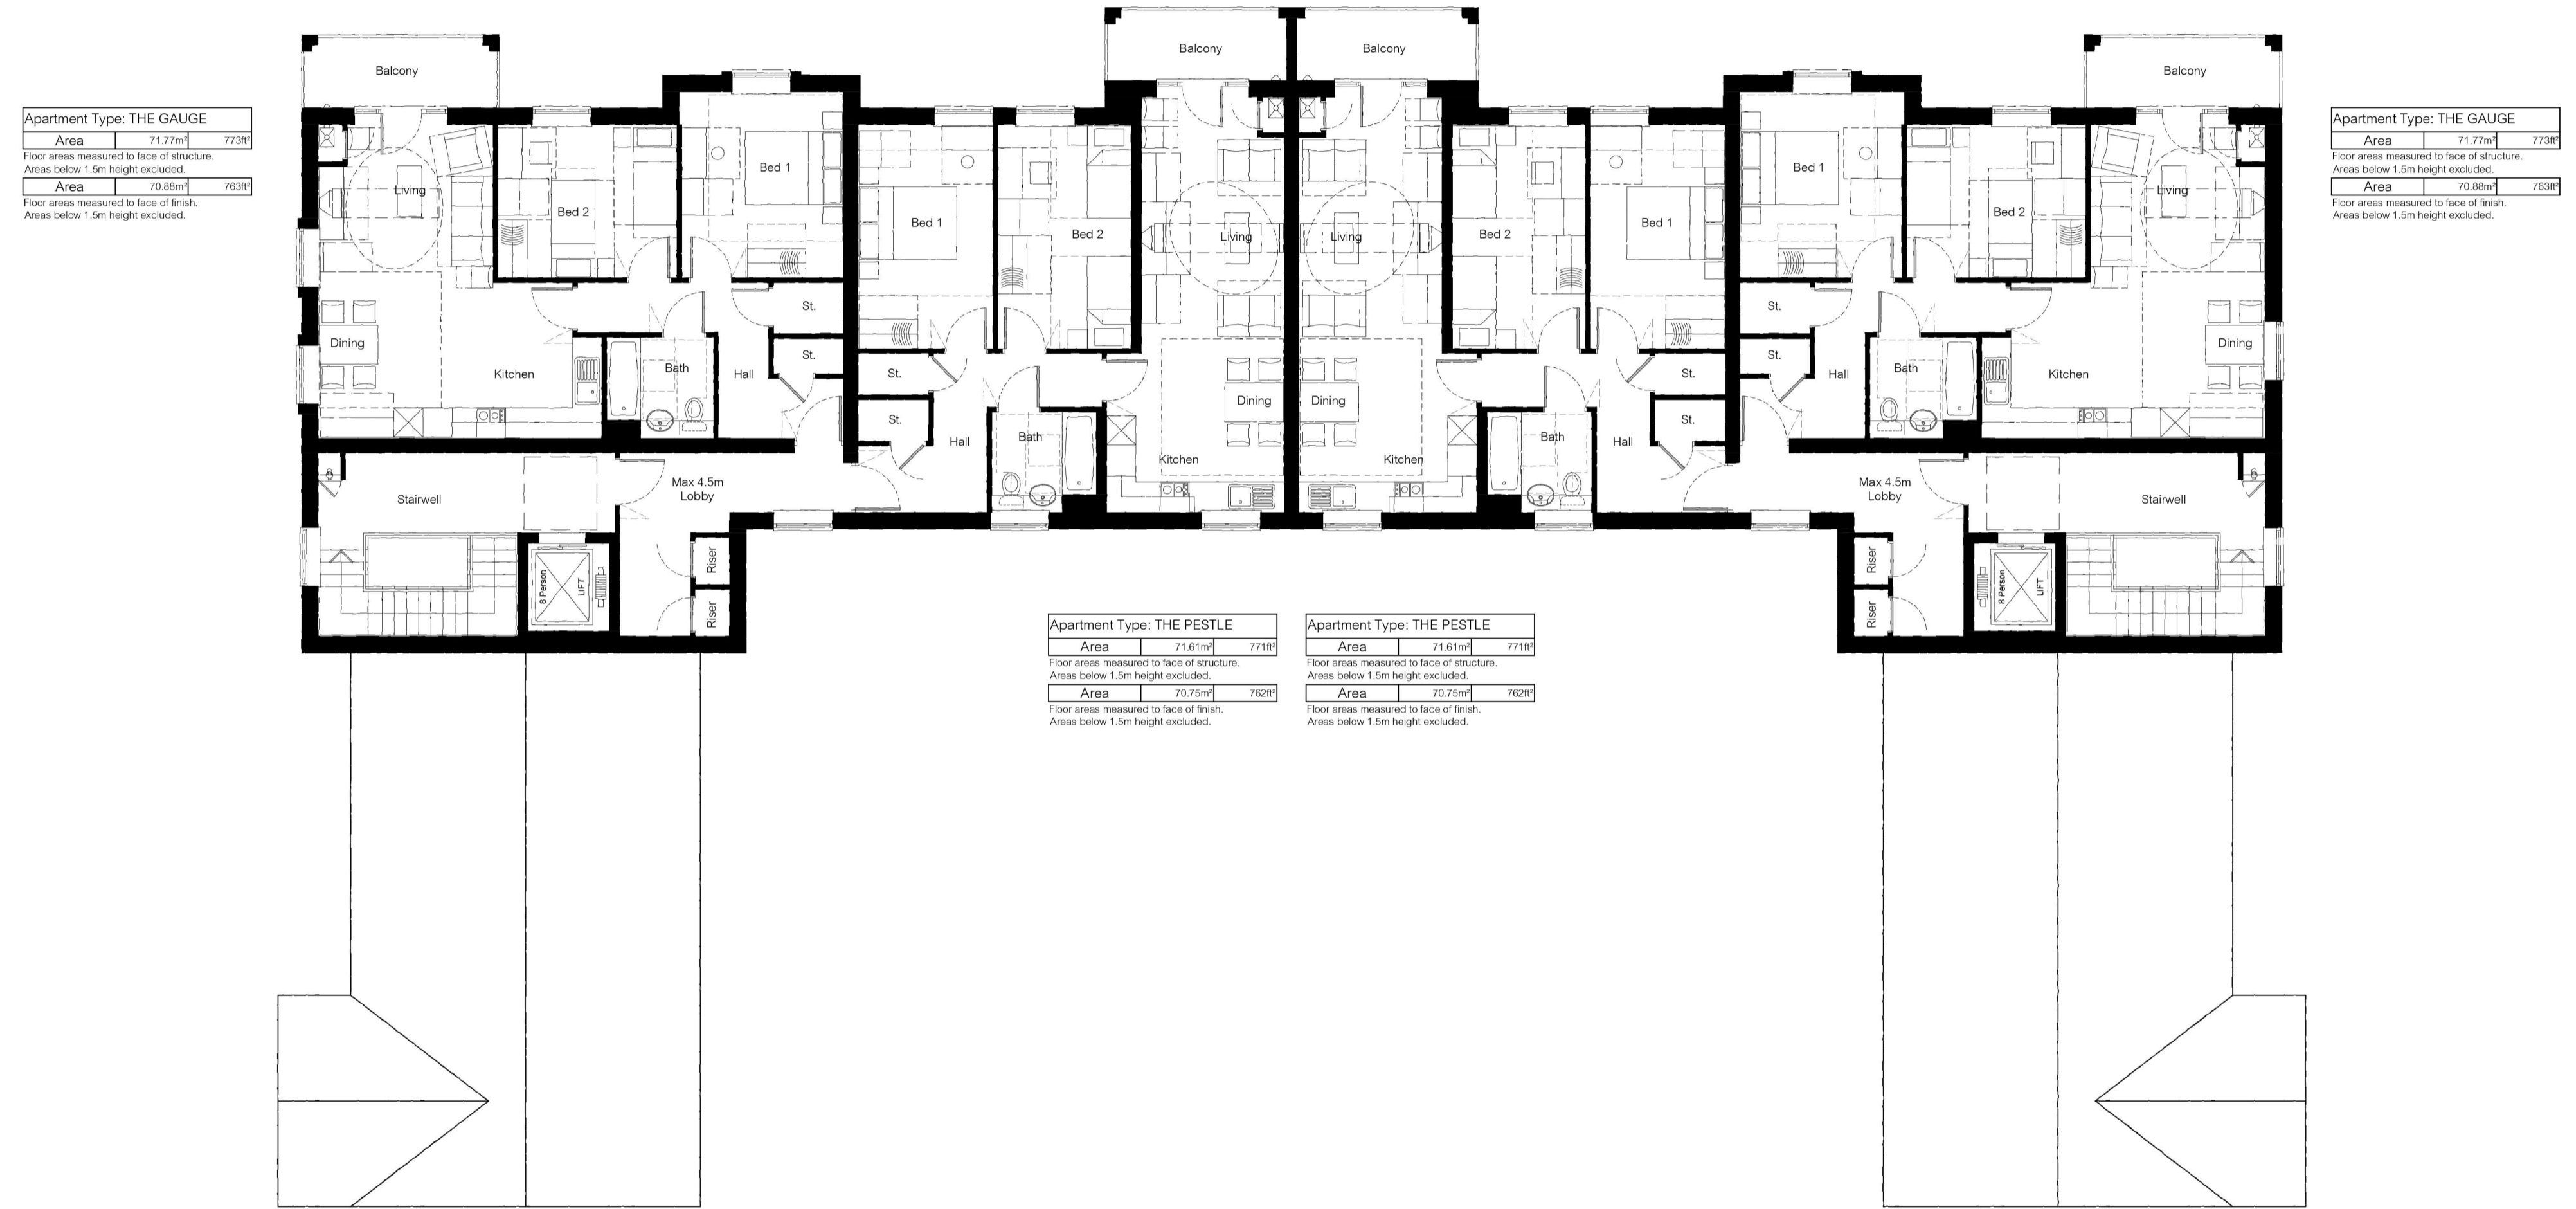 Balcony
Balcony
Balcony
Balcony
Apartment Type: THE GAUGE
Area 71.77m² 773ft²
Floor areas measured to face of structure.
Areas below 1.5m height excluded.
Area 70.88m² 763ft²
Floor areas measured to face of finish.
Areas below 1.5m height excluded.
Apartment Type: THE GAUGE
Area 71.77m² 773ft²
Floor areas measured to face of structure.
Areas below 1.5m height excluded.
Area 70.88m² 763ft²
Floor areas measured to face of finish.
Areas below 1.5m height excluded.
Living
Bed 2
Bed 1
Bed 1
Bed 2
Living
Living
Bed 2
Bed 1
Bed 1
Bed 2
Living
Dining
Kitchen
Bath
Hall
St.
St.
St.
St.
Hall
Bath
Kitchen
Dining
Dining
Kitchen
Bath
Hall
St.
St.
St.
St.
Hall
Bath
Kitchen
Dining
Stairwell
Max 4.5m
Lobby
8 Person
LIFT
Riser
Riser
Max 4.5m
Lobby
Stairwell
Riser
Riser
8 Person
LIFT
Apartment Type: THE PESTLE
Area 71.61m² 771ft²
Floor areas measured to face of structure.
Areas below 1.5m height excluded.
Area 70.75m² 762ft²
Floor areas measured to face of finish.
Areas below 1.5m height excluded.
Apartment Type: THE PESTLE
Area 71.61m² 771ft²
Floor areas measured to face of structure.
Areas below 1.5m height excluded.
Area 70.75m² 762ft²
Floor areas measured to face of finish.
Areas below 1.5m height excluded.